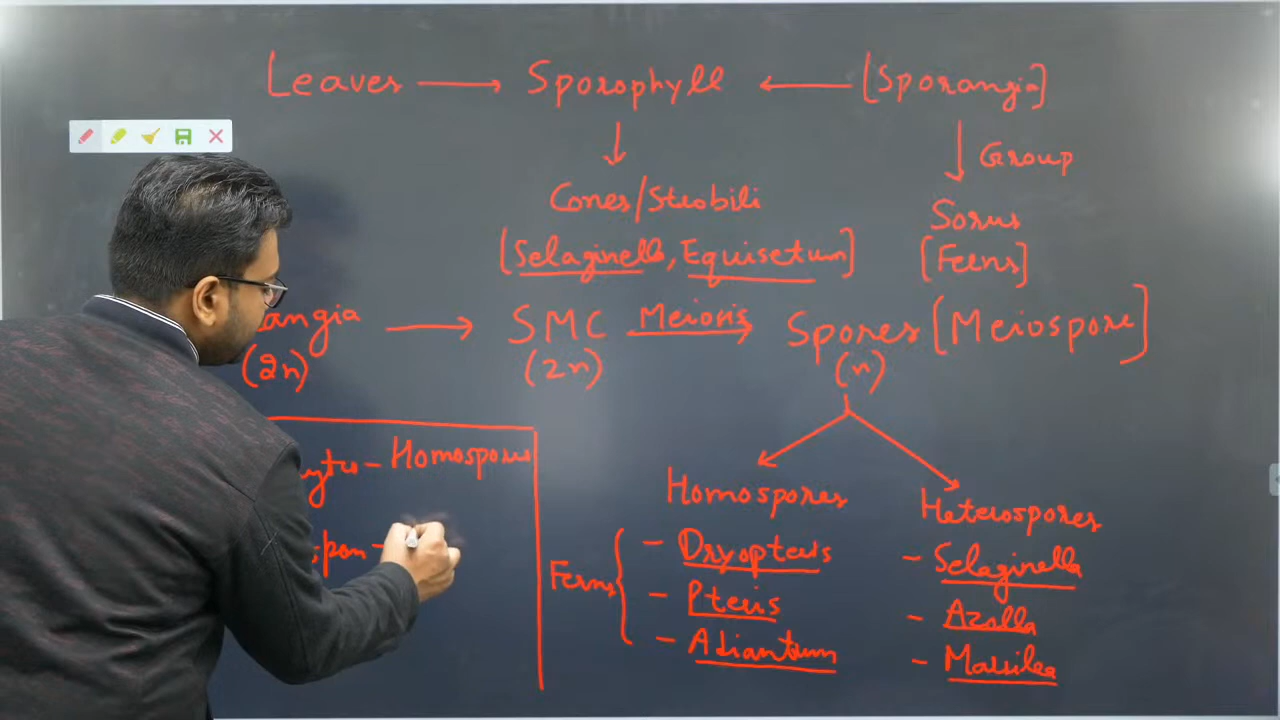 Leaves → Sporophyll ← [Sporangia]
↓ ↓ Group
Cones/Strobili Sorus
[Selaginella, Equisetum] [Ferns]
angia → SMC Meiosis → Spores [Meiospore]
(2n) (2n) (n)
Homospores
Homospores Heterospores
- Dryopteris - Selaginella
Ferns { - Pteris - Azolla
- Adiantum - Marsilea